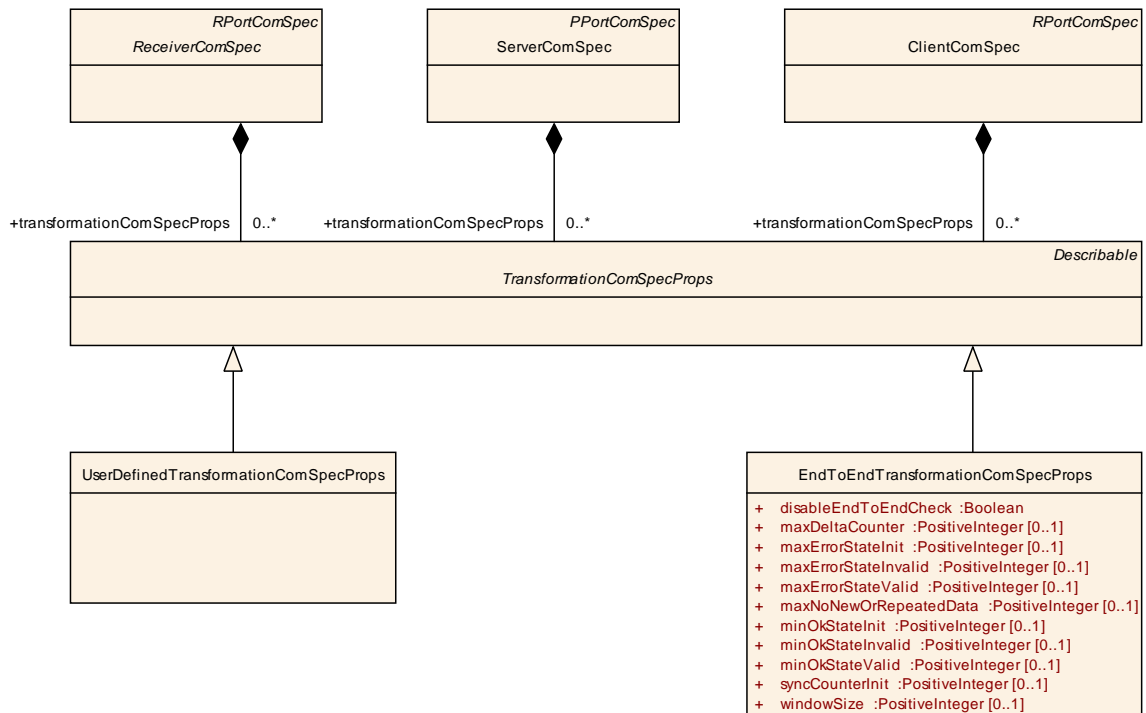 RPortComSpec
ReceiverComSpec
PPortComSpec
ServerComSpec
RPortComSpec
ClientComSpec
+transformationComSpecProps 0..*
+transformationComSpecProps 0..*
+transformationComSpecProps 0..*
Describable
TransformationComSpecProps
UserDefinedTransformationComSpecProps
EndToEndTransformationComSpecProps
+ disableEndToEndCheck :Boolean
+ maxDeltaCounter :PositiveInteger [0..1]
+ maxErrorStateInit :PositiveInteger [0..1]
+ maxErrorStateInvalid :PositiveInteger [0..1]
+ maxErrorStateValid :PositiveInteger [0..1]
+ maxNoNewOrRepeatedData :PositiveInteger [0..1]
+ minOkStateInit :PositiveInteger [0..1]
+ minOkStateInvalid :PositiveInteger [0..1]
+ minOkStateValid :PositiveInteger [0..1]
+ syncCounterInit :PositiveInteger [0..1]
+ windowSize :PositiveInteger [0..1]